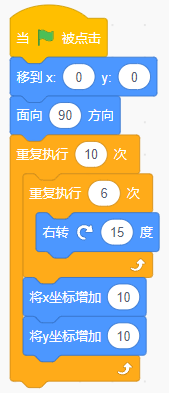 当 被点击
移到 x: 0 y: 0
面向 90 方向
重复执行 10 次
重复执行 6 次
右转 15 度
将x坐标增加 10
将y坐标增加 10